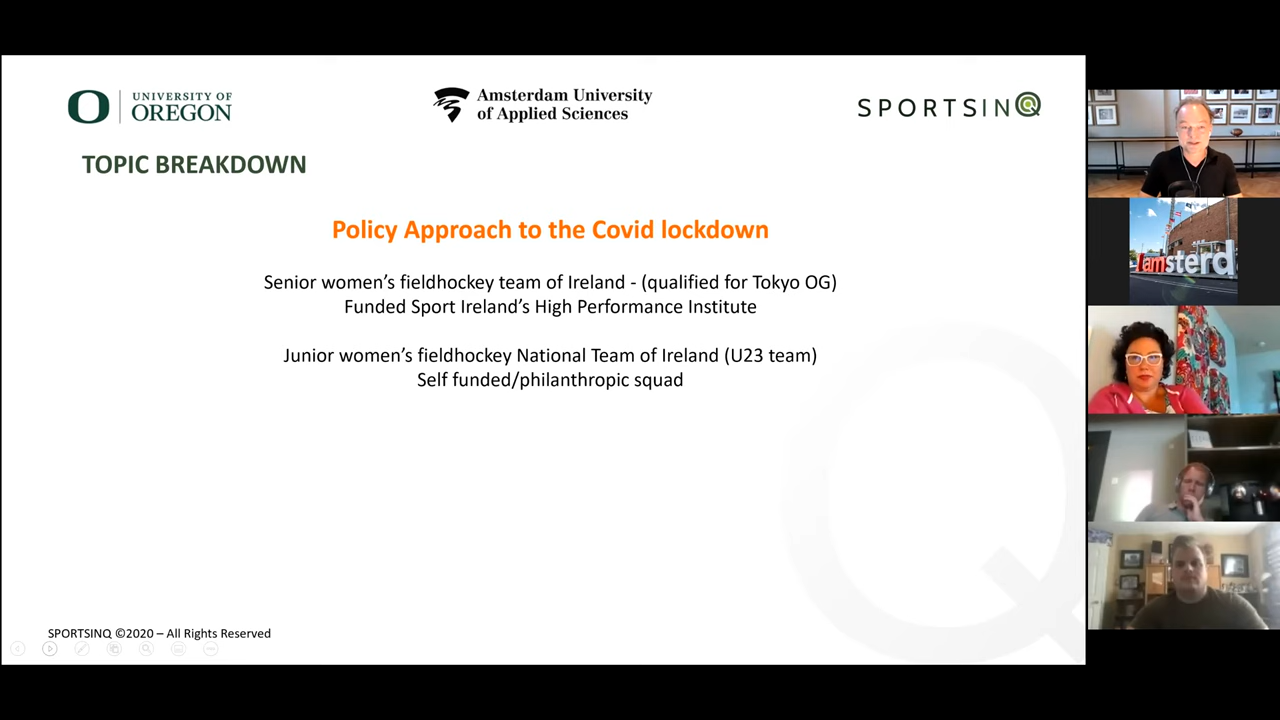 UNIVERSITY OF
OREGON
Amsterdam University
of Applied Sciences
SPORTSINQ
TOPIC BREAKDOWN
Policy Approach to the Covid lockdown
Senior women's fieldhockey team of Ireland - (qualified for Tokyo OG)
Funded Sport Ireland's High Performance Institute
Junior women's fieldhockey National Team of Ireland (U23 team)
Self funded/philanthropic squad
SPORTSINQ ©2020 – All Rights Reserved
Iamsterd